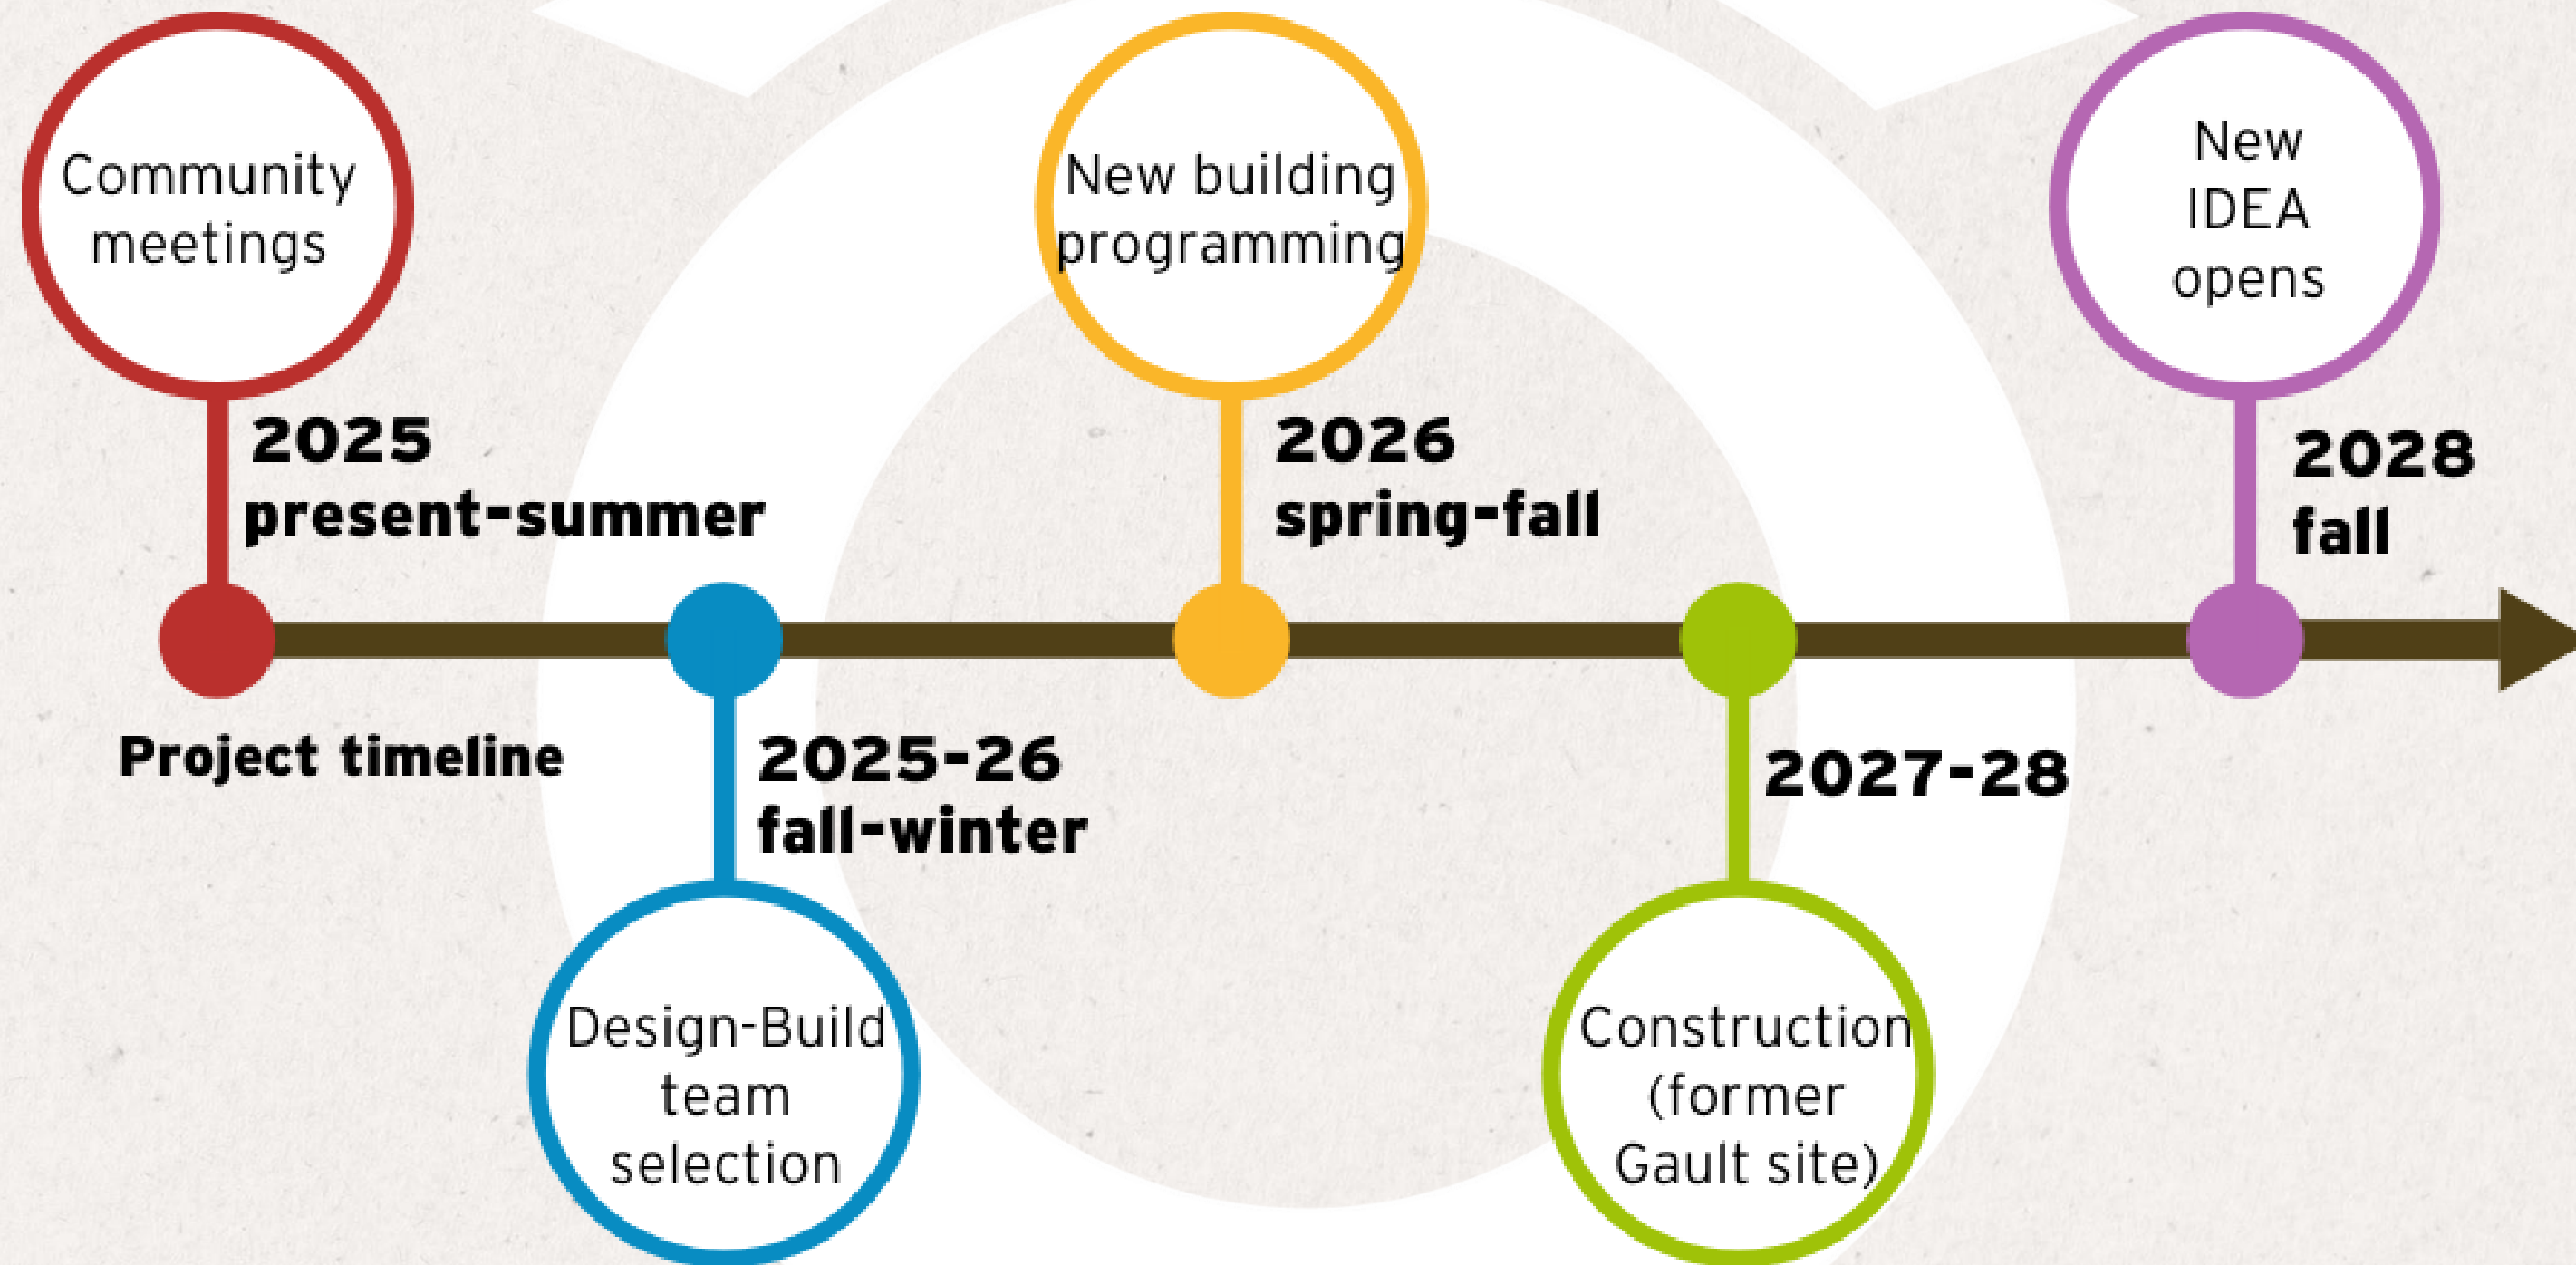 Community
meetings
2025
present-summer
Project timeline
2025-26
fall-winter
Design-Build
team
selection
New building
programming
2026
spring-fall
2027-28
Construction
(former
Gault site)
New
IDEA
opens
2028
fall